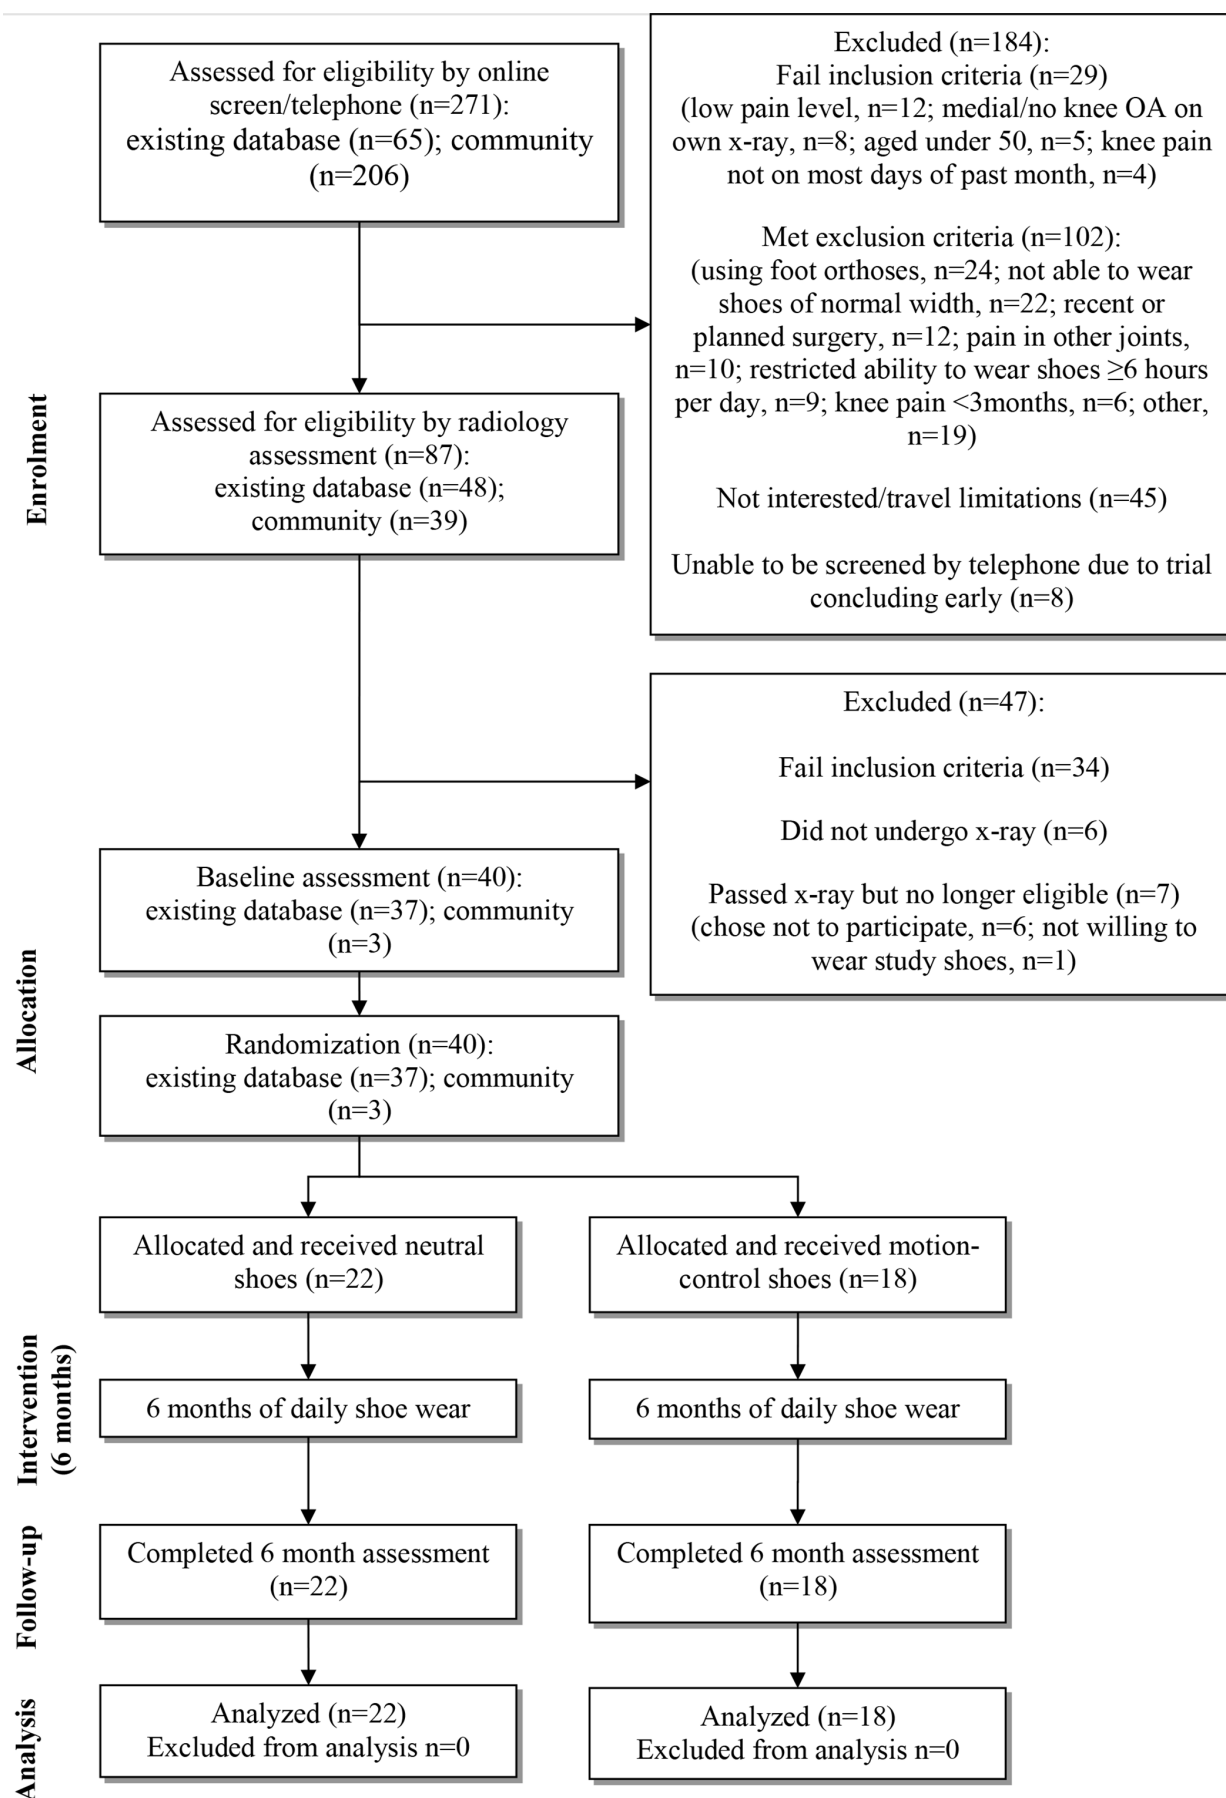 Assessed for eligibility by online
screen/telephone (n=271):
existing database (n=65); community
(n=206)
Excluded (n=184):
Fail inclusion criteria (n=29)
(low pain level, n=12; medial/no knee OA on
own x-ray, n=8; aged under 50, n=5; knee pain
not on most days of past month, n=4)
Met exclusion criteria (n=102):
(using foot orthoses, n=24; not able to wear
shoes of normal width, n=22; recent or
planned surgery, n=12; pain in other joints,
n=10; restricted ability to wear shoes ≥6 hours
per day, n=9; knee pain <3months, n=6; other,
n=19)
Not interested/travel limitations (n=45)
Unable to be screened by telephone due to trial
concluding early (n=8)
Enrolment
Assessed for eligibility by radiology
assessment (n=87):
existing database (n=48);
community (n=39)
Excluded (n=47):
Fail inclusion criteria (n=34)
Did not undergo x-ray (n=6)
Passed x-ray but no longer eligible (n=7)
(chose not to participate, n=6; not willing to
wear study shoes, n=1)
Baseline assessment (n=40):
existing database (n=37); community
(n=3)
Allocation
Randomization (n=40):
existing database (n=37); community
(n=3)
Allocated and received neutral
shoes (n=22)
Allocated and received motion-
control shoes (n=18)
Intervention
(6 months)
6 months of daily shoe wear
6 months of daily shoe wear
Follow-up
Completed 6 month assessment
(n=22)
Completed 6 month assessment
(n=18)
Analysis
Analyzed (n=22)
Excluded from analysis n=0
Analyzed (n=18)
Excluded from analysis n=0